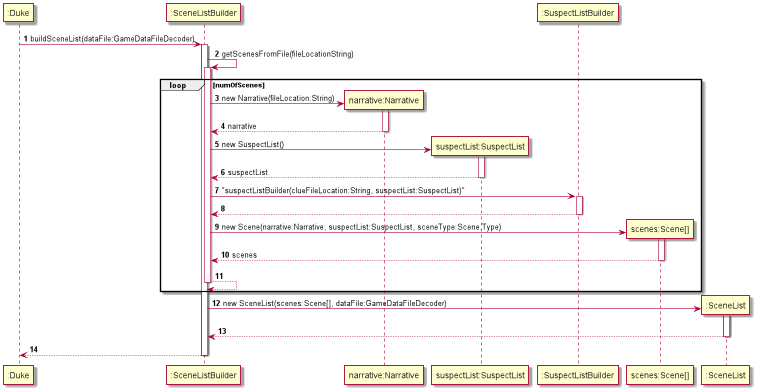 :Duke
:SceneListBuilder
:SuspectListBuilder
1 buildSceneList(dataFile:GameDataFileDecoder)
2 getScenesFromFile(fileLocationString)
loop [numOfScenes]
3 new Narrative(fileLocation:String)
narrative:Narrative
4 narrative
5 new SuspectList()
suspectList:SuspectList
6 suspectList
7 "suspectListBuilder(clueFileLocation:String, suspectList:SuspectList)"
8
9 new Scene(narrative:Narrative, suspectList:SuspectList, sceneType:Scene,Type)
scenes:Scene[]
10 scenes
11
12 new SceneList(scenes:Scene[], dataFile:GameDataFileDecoder)
:SceneList
13
14
:Duke
:SceneListBuilder
narrative:Narrative
suspectList:SuspectList
:SuspectListBuilder
scenes:Scene[]
:SceneList